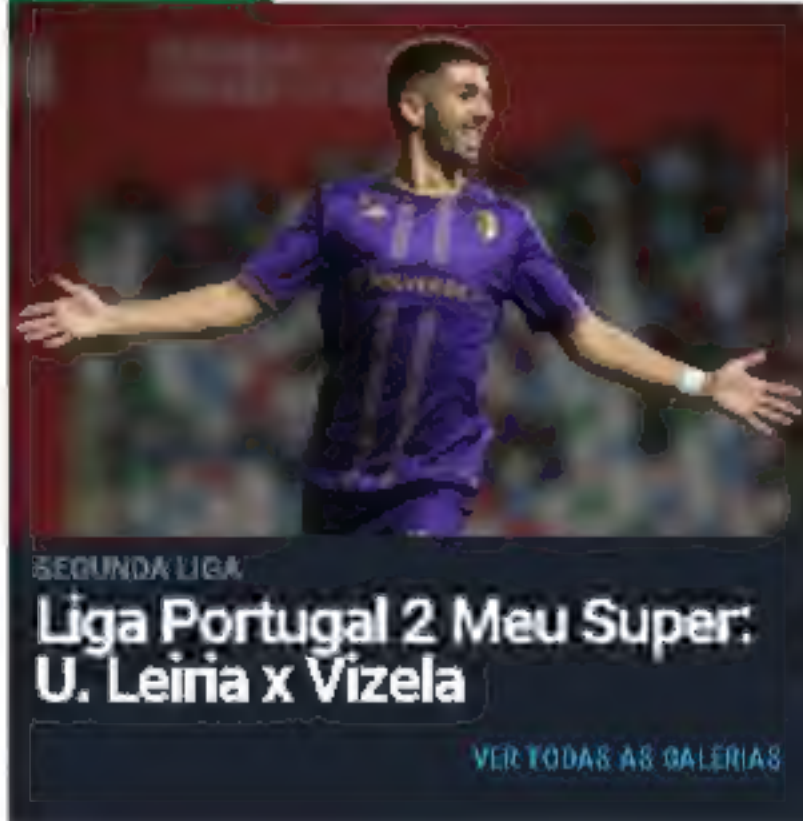 SEGUNDA LIGA
Liga Portugal 2 Meu Super:
U. Leiria x Vizela
VER TODAS AS GALERIAS